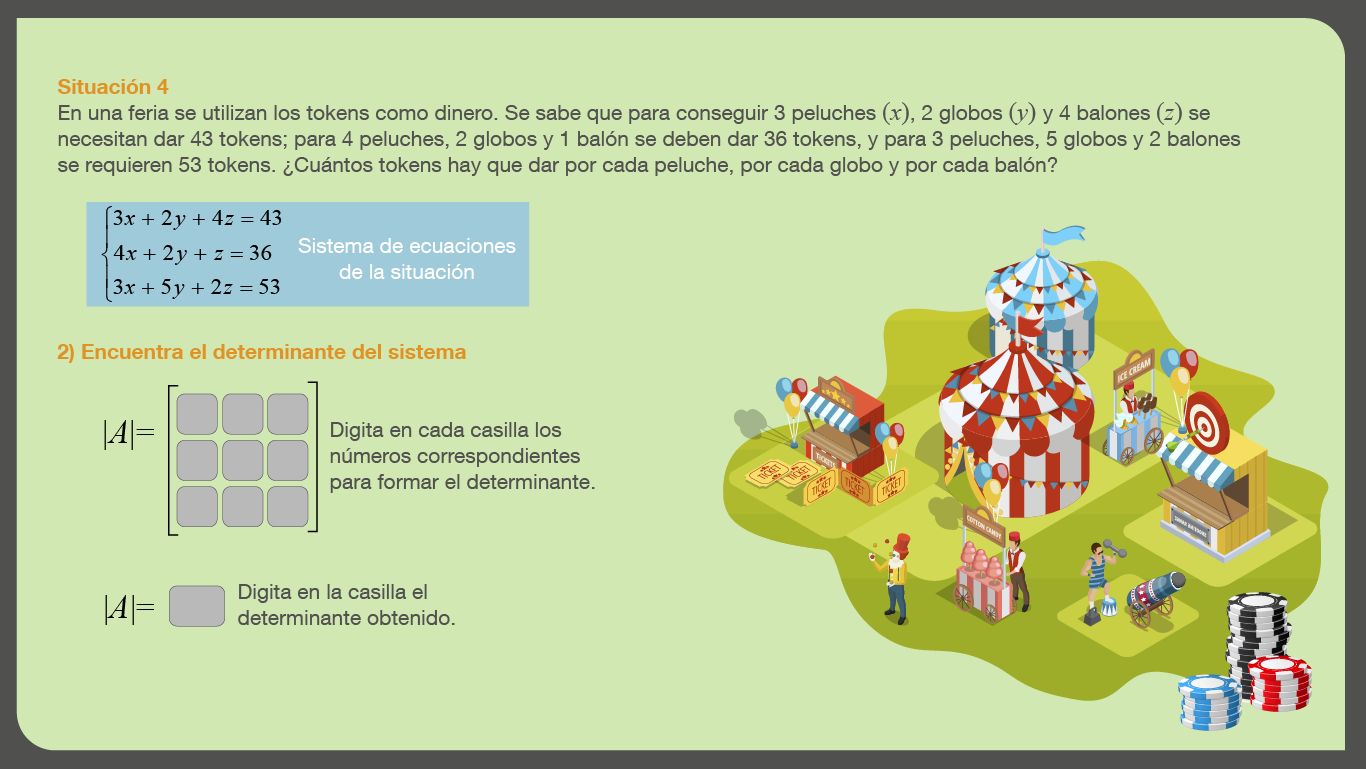 Situación 4
En una feria se utilizan los tokens como dinero. Se sabe que para conseguir 3 peluches (x), 2 globos (y) y 4 balones (z) se
necesitan dar 43 tokens; para 4 peluches, 2 globos y 1 balón se deben dar 36 tokens, y para 3 peluches, 5 globos y 2 balones
se requieren 53 tokens. ¿Cuántos tokens hay que dar por cada peluche, por cada globo y por cada balón?
3x + 2y + 4z = 43
4x + 2y + z = 36
3x + 5y + 2z = 53
Sistema de ecuaciones
de la situación
2) Encuentra el determinante del sistema
|A|=
Digita en cada casilla los
números correspondientes
para formar el determinante.
|A|=
Digita en la casilla el
determinante obtenido.
ICE CREAM
TICKETS
TICKET
TICKET
TICKET
COTTON CANDY